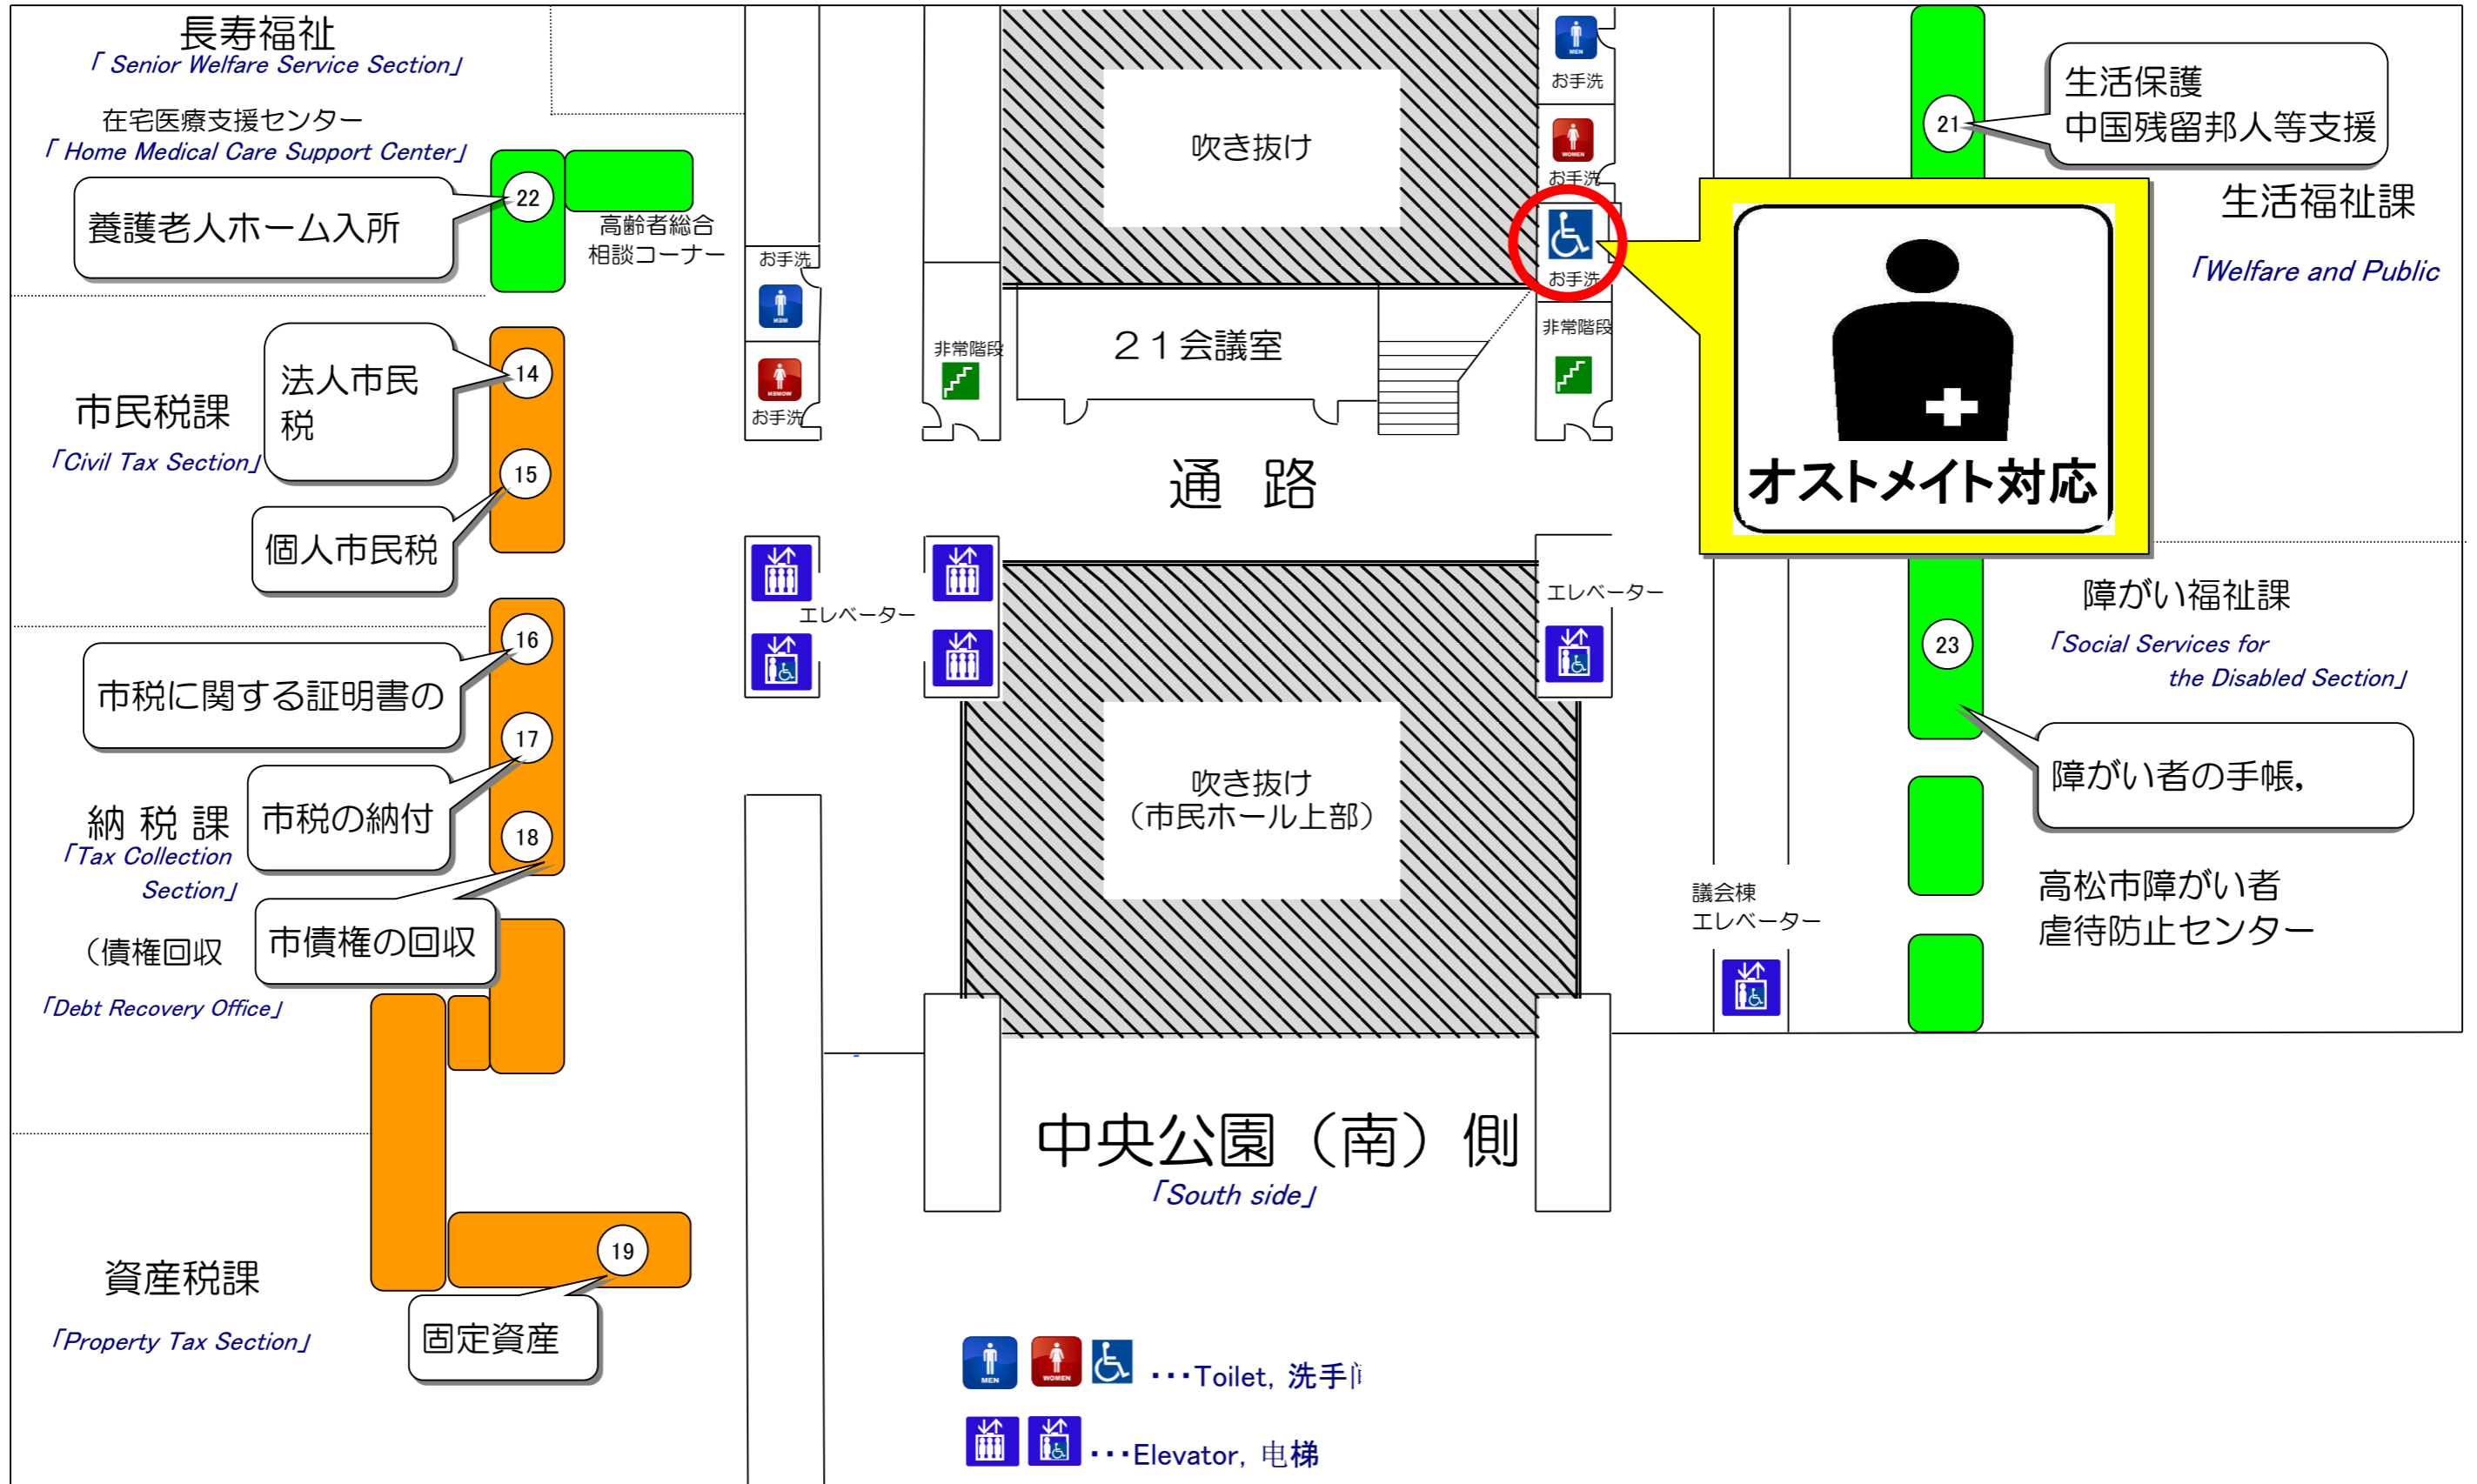 長寿福祉
「 Senior Welfare Service Section」
在宅医療支援センター
「 Home Medical Care Support Center」
22
養護老人ホーム入所
高齢者総合
相談コーナー
14
法人市民
税
市民税課
「Civil Tax Section」
15
個人市民税
16
市税に関する証明書の
17
市税の納付
18
納 税 課
「Tax Collection
Section」
市債権の回収
（債権回収
「Debt Recovery Office」
資産税課
「Property Tax Section」
19
固定資産
お手洗
MEN
WOMEN
お手洗
エレベーター
非常階段
吹き抜け
２１会議室
通 路
吹き抜け
（市民ホール上部）
中央公園（南）側
「South side」
MEN
お手洗
WOMEN
お手洗
お手洗
非常階段
エレベーター
議会棟
エレベーター
21
生活保護
中国残留邦人等支援
生活福祉課
「Welfare and Public
オストメイト対応
障がい福祉課
「Social Services for
the Disabled Section」
23
障がい者の手帳，
高松市障がい者
虐待防止センター
MEN WOMEN ･･･Toilet, 洗手
･･･Elevator, 电梯